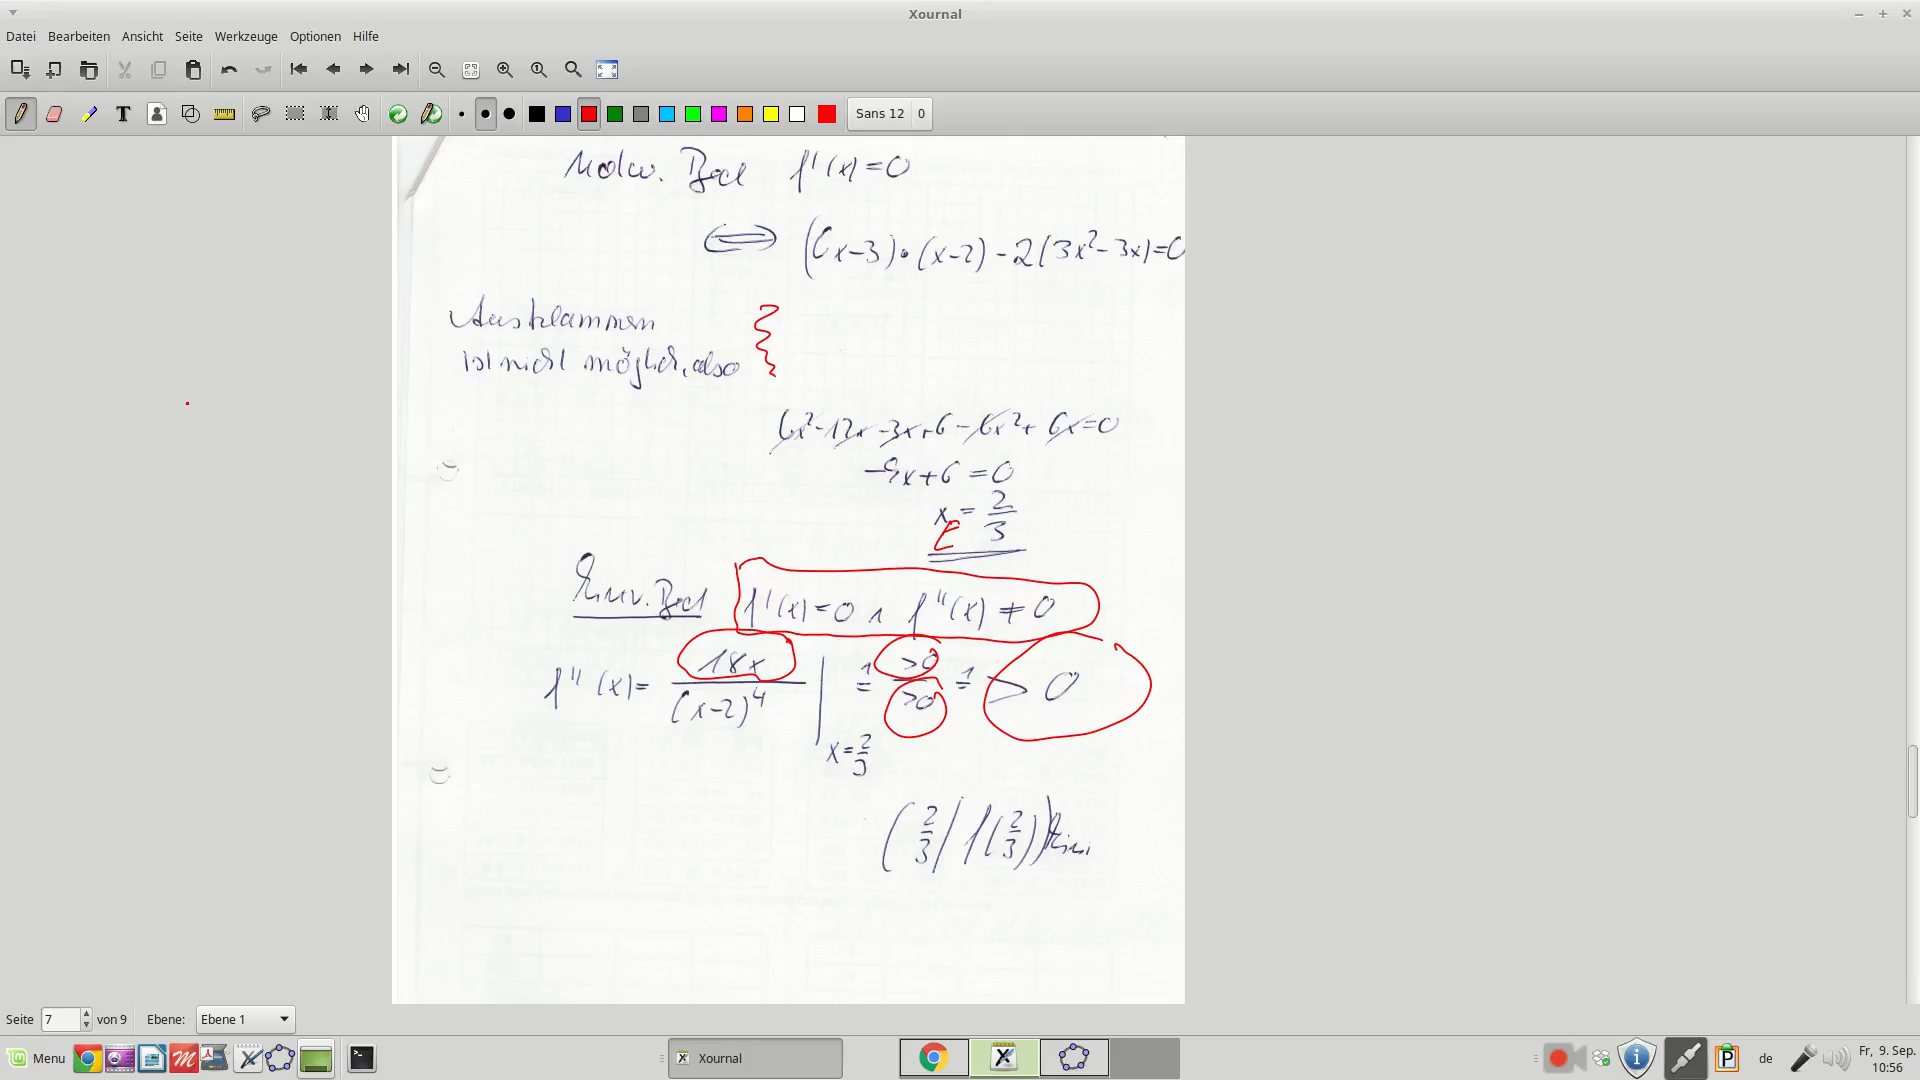 Xournal
Datei Bearbeiten Ansicht Seite Werkzeuge Optionen Hilfe
Sans 12 0
Notw. Bed f'(x)=0
⟺ (6x-3)·(x-2)-2(3x²-3x)=0
Ausklammern
ist nicht möglich, also
6x²-12x-3x+6-6x²+6x=0
-9x+6=0
x_E=2/3
Hinr. Bed f'(x)=0 ∧ f''(x)≠0
f''(x)= 18x/(x-2)^4 | x=2/3 = >0/>0 = >0
(2/3 | f(2/3))
Seite 7 von 9 Ebene: Ebene 1
Menu Xournal de Fr, 9. Sep.
10:56